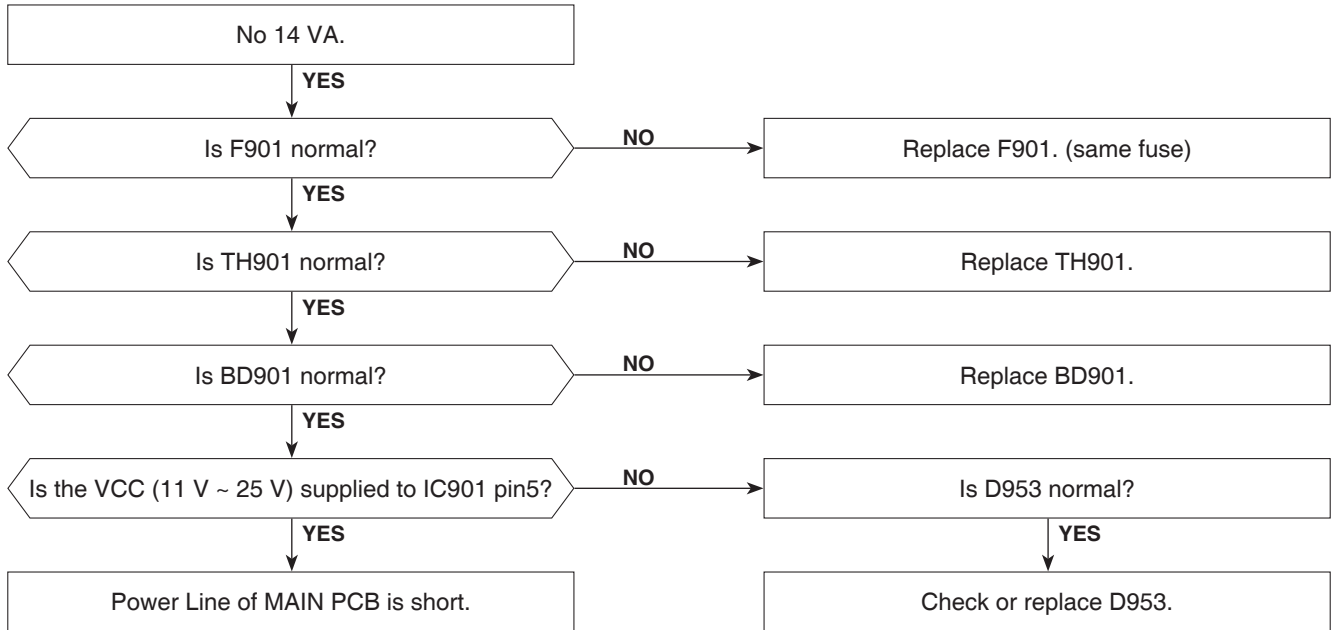 No 14 VA.
YES
Is F901 normal?
NO
Replace F901. (same fuse)
YES
Is TH901 normal?
NO
Replace TH901.
YES
Is BD901 normal?
NO
Replace BD901.
YES
Is the VCC (11 V ~ 25 V) supplied to IC901 pin5?
NO
Is D953 normal?
YES
YES
Power Line of MAIN PCB is short.
Check or replace D953.